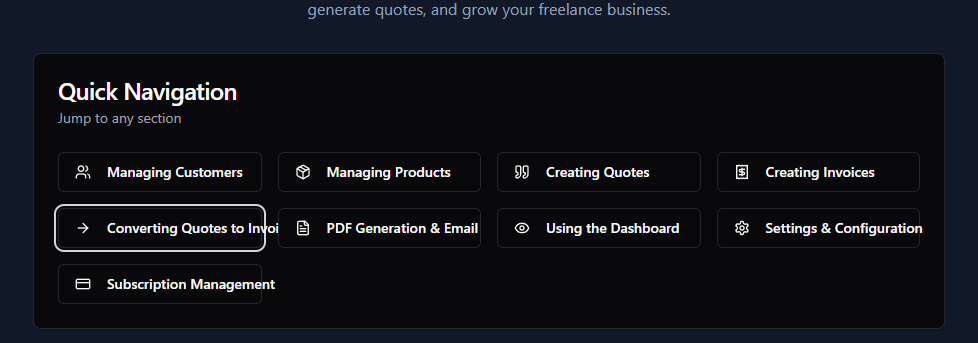 generate quotes, and grow your freelance business.
Quick Navigation
Jump to any section
Managing Customers
Managing Products
Creating Quotes
Creating Invoices
Converting Quotes to Invoi
PDF Generation & Email
Using the Dashboard
Settings & Configuration
Subscription Management